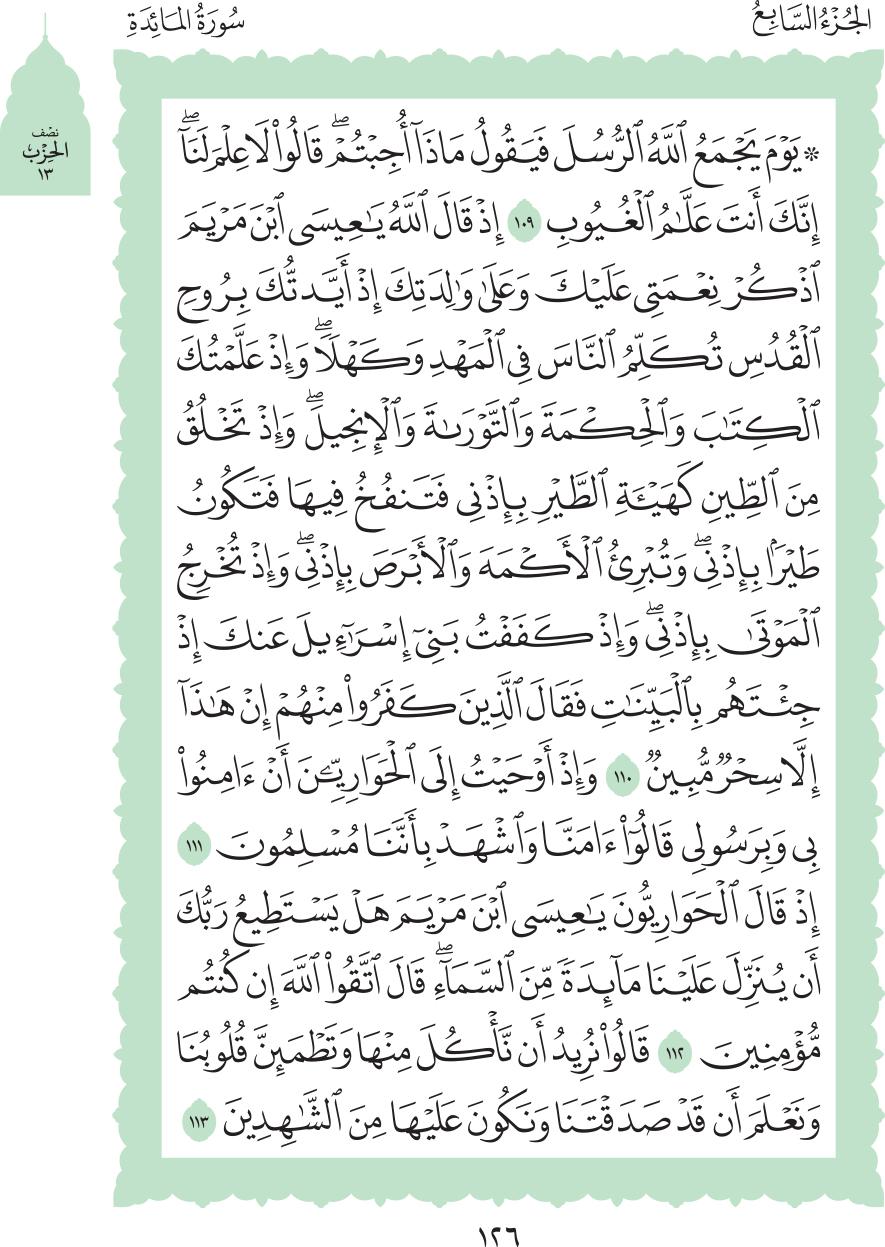 الجُزْءُ السَّابِعُ
سُورَةُ المَائِدَةِ
نصْف
الحِزْب
١٣
۞ يَوْمَ يَجْمَعُ ٱللَّهُ ٱلرُّسُلَ فَيَقُولُ مَاذَآ أُجِبْتُمْۖ قَالُوا۟ لَا عِلْمَ لَنَآۖ
إِنَّكَ أَنتَ عَلَّٰمُ ٱلْغُيُوبِ ١٠٩ إِذْ قَالَ ٱللَّهُ يَٰعِيسَى ٱبْنَ مَرْيَمَ
ٱذْكُرْ نِعْمَتِى عَلَيْكَ وَعَلَىٰ وَٰلِدَتِكَ إِذْ أَيَّدتُّكَ بِرُوحِ
ٱلْقُدُسِ تُكَلِّمُ ٱلنَّاسَ فِى ٱلْمَهْدِ وَكَهْلًاۖ وَإِذْ عَلَّمْتُكَ
ٱلْكِتَٰبَ وَٱلْحِكْمَةَ وَٱلتَّوْرَىٰةَ وَٱلْإِنجِيلَۖ وَإِذْ تَخْلُقُ
مِنَ ٱلطِّينِ كَهَيْـَٔةِ ٱلطَّيْرِ بِإِذْنِى فَتَنفُخُ فِيهَا فَتَكُونُ
طَيْرًۢا بِإِذْنِىۖ وَتُبْرِئُ ٱلْأَكْمَهَ وَٱلْأَبْرَصَ بِإِذْنِىۖ وَإِذْ تُخْرِجُ
ٱلْمَوْتَىٰ بِإِذْنِىۖ وَإِذْ كَفَفْتُ بَنِىٓ إِسْرَٰٓءِيلَ عَنكَ إِذْ
جِئْتَهُم بِٱلْبَيِّنَٰتِ فَقَالَ ٱلَّذِينَ كَفَرُوا۟ مِنْهُمْ إِنْ هَٰذَآ
إِلَّا سِحْرٌ مُّبِينٌ ١١٠ وَإِذْ أَوْحَيْتُ إِلَى ٱلْحَوَارِيِّـۧنَ أَنْ ءَامِنُوا۟
بِى وَبِرَسُولِى قَالُوٓا۟ ءَامَنَّا وَٱشْهَدْ بِأَنَّنَا مُسْلِمُونَ ١١١
إِذْ قَالَ ٱلْحَوَارِيُّونَ يَٰعِيسَى ٱبْنَ مَرْيَمَ هَلْ يَسْتَطِيعُ رَبُّكَ
أَن يُنَزِّلَ عَلَيْنَا مَآئِدَةً مِّنَ ٱلسَّمَآءِۖ قَالَ ٱتَّقُوا۟ ٱللَّهَ إِن كُنتُم
مُّؤْمِنِينَ ١١٢ قَالُوا۟ نُرِيدُ أَن نَّأْكُلَ مِنْهَا وَتَطْمَئِنَّ قُلُوبُنَا
وَنَعْلَمَ أَن قَدْ صَدَقْتَنَا وَنَكُونَ عَلَيْهَا مِنَ ٱلشَّٰهِدِينَ ١١٣
١٢٦